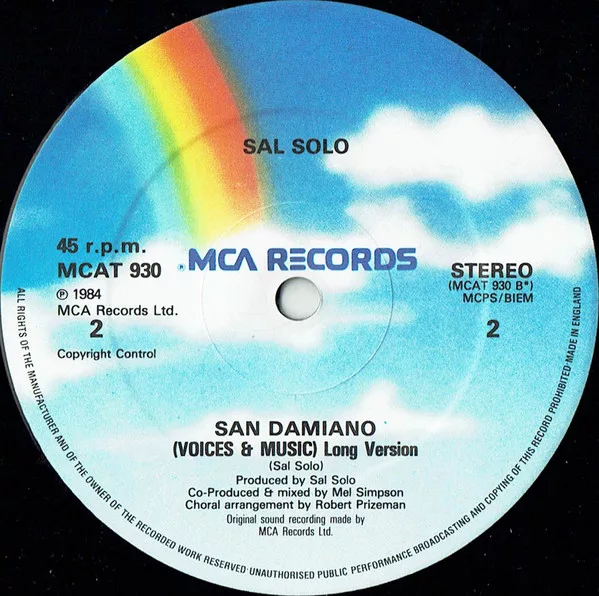 SAL SOLO
45 r.p.m.
MCAT 930
℗ 1984
MCA Records Ltd.
2
Copyright Control
MCA RECORDS
STEREO
(MCAT 930 B*)
MCPS/BIEM
2
SAN DAMIANO
(VOICES & MUSIC) Long Version
(Sal Solo)
Produced by Sal Solo
Co-Produced & mixed by Mel Simpson
Choral arrangement by Robert Prizeman
Original sound recording made by
MCA Records Ltd.
ALL RIGHTS OF THE MANUFACTURER AND OF THE OWNER OF THE RECORDED WORK RESERVED·UNAUTHORISED PUBLIC PERFORMANCE BROADCASTING AND COPYING OF THIS RECORD PROHIBITED·MADE IN ENGLAND